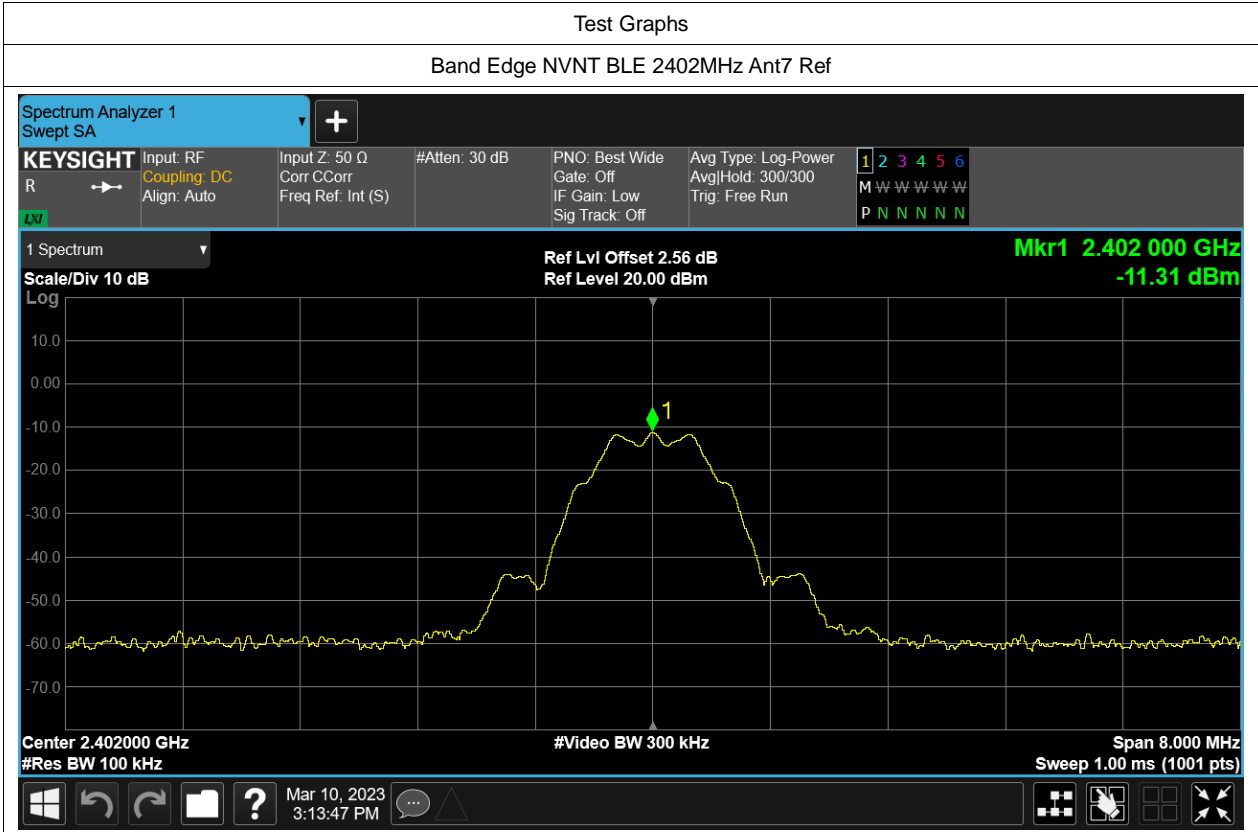 Test Graphs
Band Edge NVNT BLE 2402MHz Ant7 Ref
Spectrum Analyzer 1
Swept SA
KEYSIGHT
R
LXI
Input: RF
Coupling: DC
Align: Auto
Input Z: 50 Ω
Corr CCorr
Freq Ref: Int (S)
#Atten: 30 dB
PNO: Best Wide
Gate: Off
IF Gain: Low
Sig Track: Off
Avg Type: Log-Power
Avg|Hold: 300/300
Trig: Free Run
1 2 3 4 5 6
M W W W W W
P N N N N N
1 Spectrum
Scale/Div 10 dB
Log
Ref Lvl Offset 2.56 dB
Ref Level 20.00 dBm
Mkr1 2.402 000 GHz
-11.31 dBm
10.0
0.00
-10.0
-20.0
-30.0
-40.0
-50.0
-60.0
-70.0
1
Center 2.402000 GHz
#Res BW 100 kHz
#Video BW 300 kHz
Span 8.000 MHz
Sweep 1.00 ms (1001 pts)
?
Mar 10, 2023
3:13:47 PM